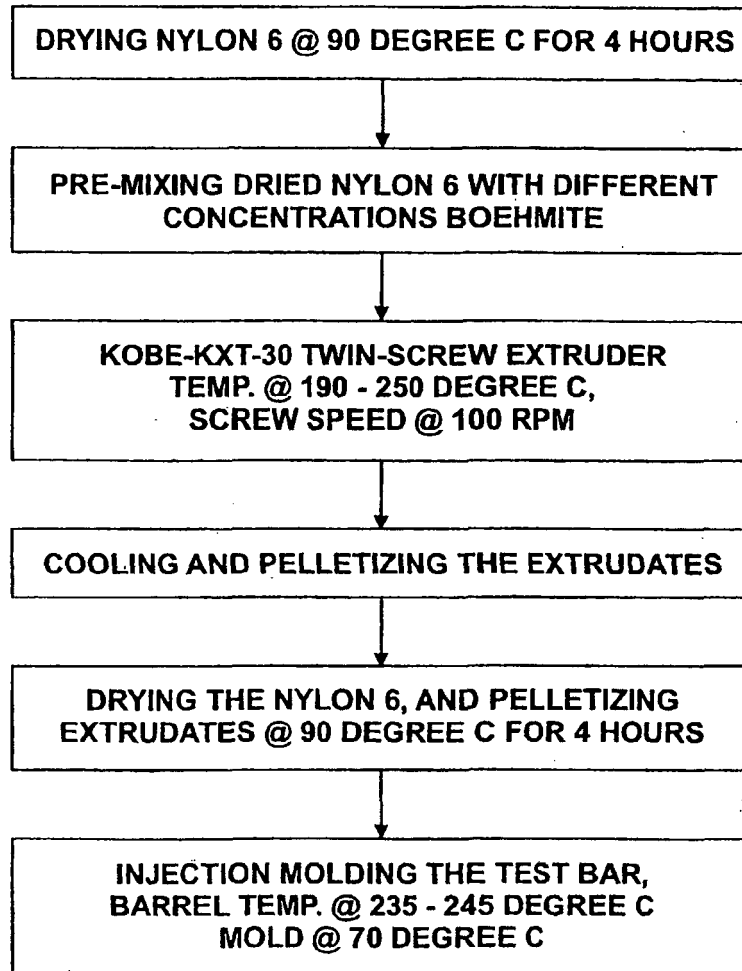 DRYING NYLON 6 @ 90 DEGREE C FOR 4 HOURS
PRE-MIXING DRIED NYLON 6 WITH DIFFERENT
CONCENTRATIONS BOEHMITE
KOBE-KXT-30 TWIN-SCREW EXTRUDER
TEMP. @ 190 - 250 DEGREE C,
SCREW SPEED @ 100 RPM
COOLING AND PELLETIZING THE EXTRUDATES
DRYING THE NYLON 6, AND PELLETIZING
EXTRUDATES @ 90 DEGREE C FOR 4 HOURS
INJECTION MOLDING THE TEST BAR,
BARREL TEMP. @ 235 - 245 DEGREE C
MOLD @ 70 DEGREE C